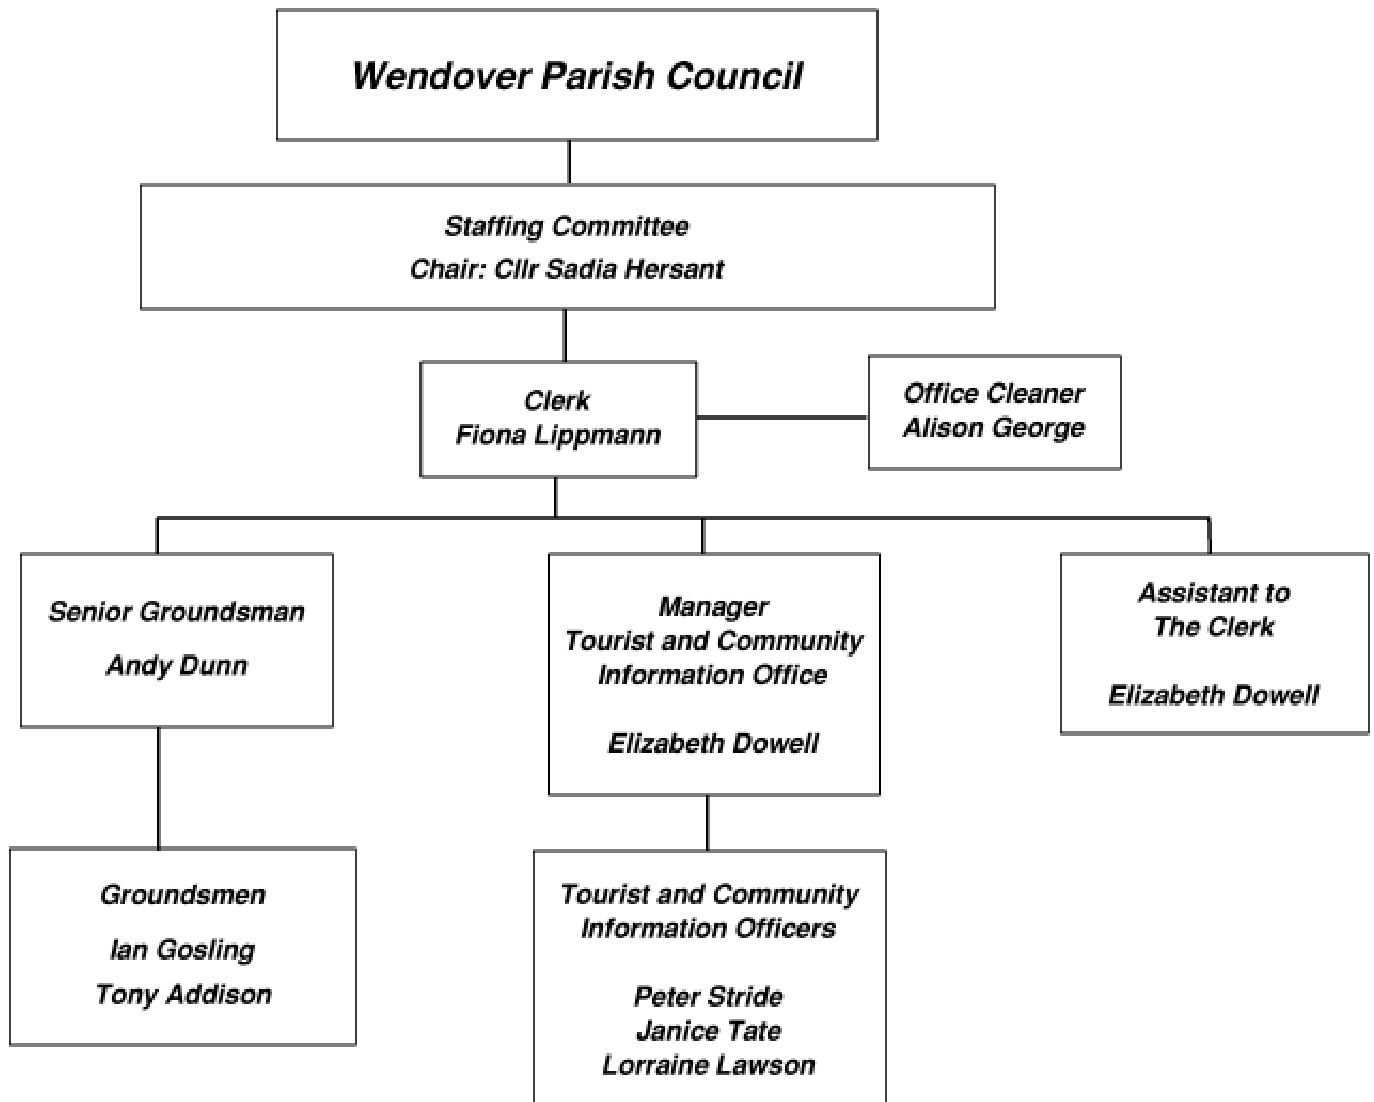 Wendover Parish Council
Staffing Committee
Chair: Cllr Sadia Hersant
Clerk
Fiona Lippmann
Office Cleaner
Alison George
Senior Groundsman
Andy Dunn
Manager
Tourist and Community
Information Office
Elizabeth Dowell
Assistant to
The Clerk
Elizabeth Dowell
Groundsmen
Ian Gosling
Tony Addison
Tourist and Community
Information Officers
Peter Stride
Janice Tate
Lorraine Lawson